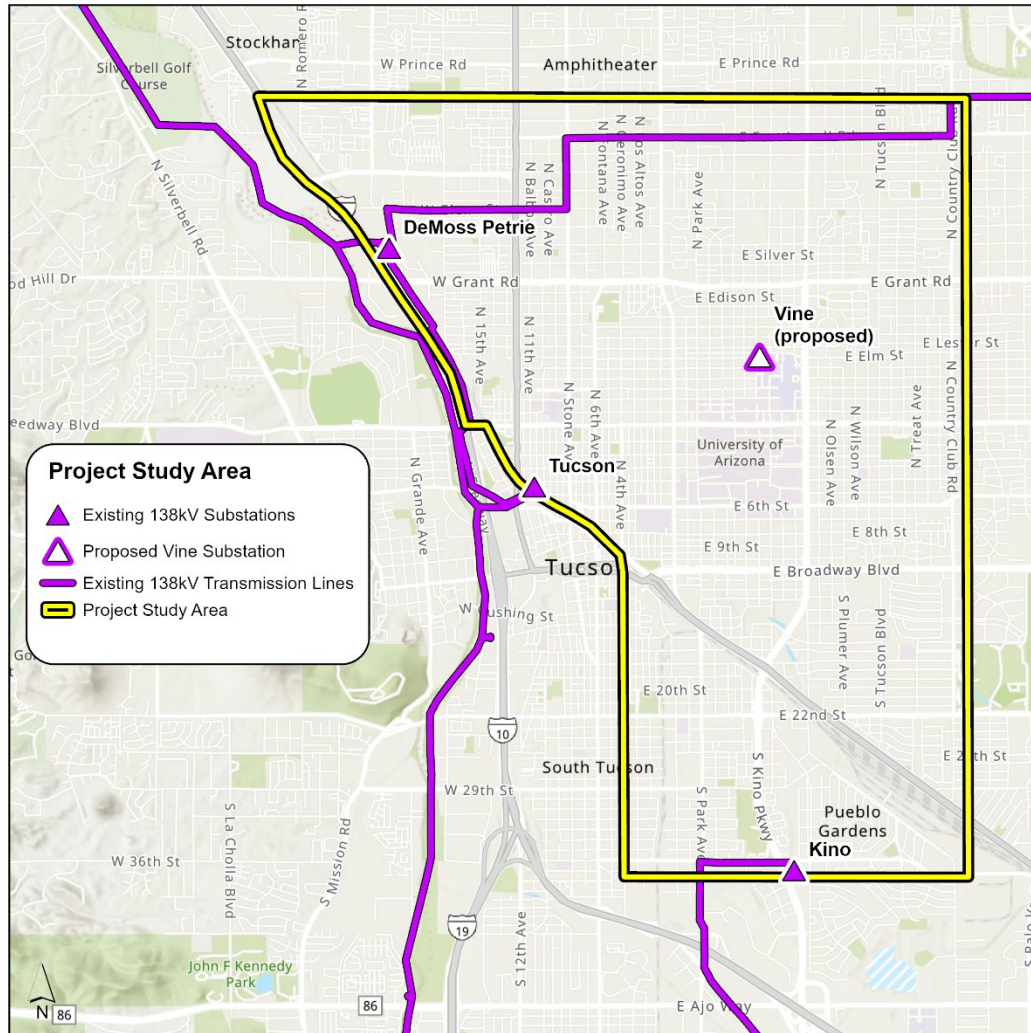 Stockham
N Romero R
W Prince Rd
Amphitheater
E Prince Rd
Silverbell Golf
Course
N Silverbell Rd
N Balboa Ave
N Castro Ave
N Fontana Ave
N Geronimo Ave
N Los Altos Ave
N Park Ave
N Tucson Blvd
N Country Club
DeMoss Petrie
W Grant Rd
E Silver St
E Grant Rd
E Edison St
Vine
(proposed)
E Elm St
E Lester St
N 15th Ave
N 11th Ave
N Stone Ave
N 6th Ave
N 4th Ave
University of
Arizona
N Olsen Ave
N Wilson Ave
N Treat Ave
N Country Club Rd
eedway Blvd
N Grande Ave
Project Study Area
Existing 138kV Substations
Proposed Vine Substation
Existing 138kV Transmission Lines
Project Study Area
Tucson
E 6th St
E 8th St
E 9th St
E Broadway Blvd
Tucso
W Cushing St
S Plumer Ave
S Tucson Blvd
E 20th St
E 22nd St
10
South Tucson
W 29th St
S Park Ave
S Kino Pkwy
Pueblo
Gardens
Kino
W 36th St
S La Cholla Blvd
S Mission Rd
19
S 12th Ave
John F Kennedy
Park
86
E Ajo Way
N
86